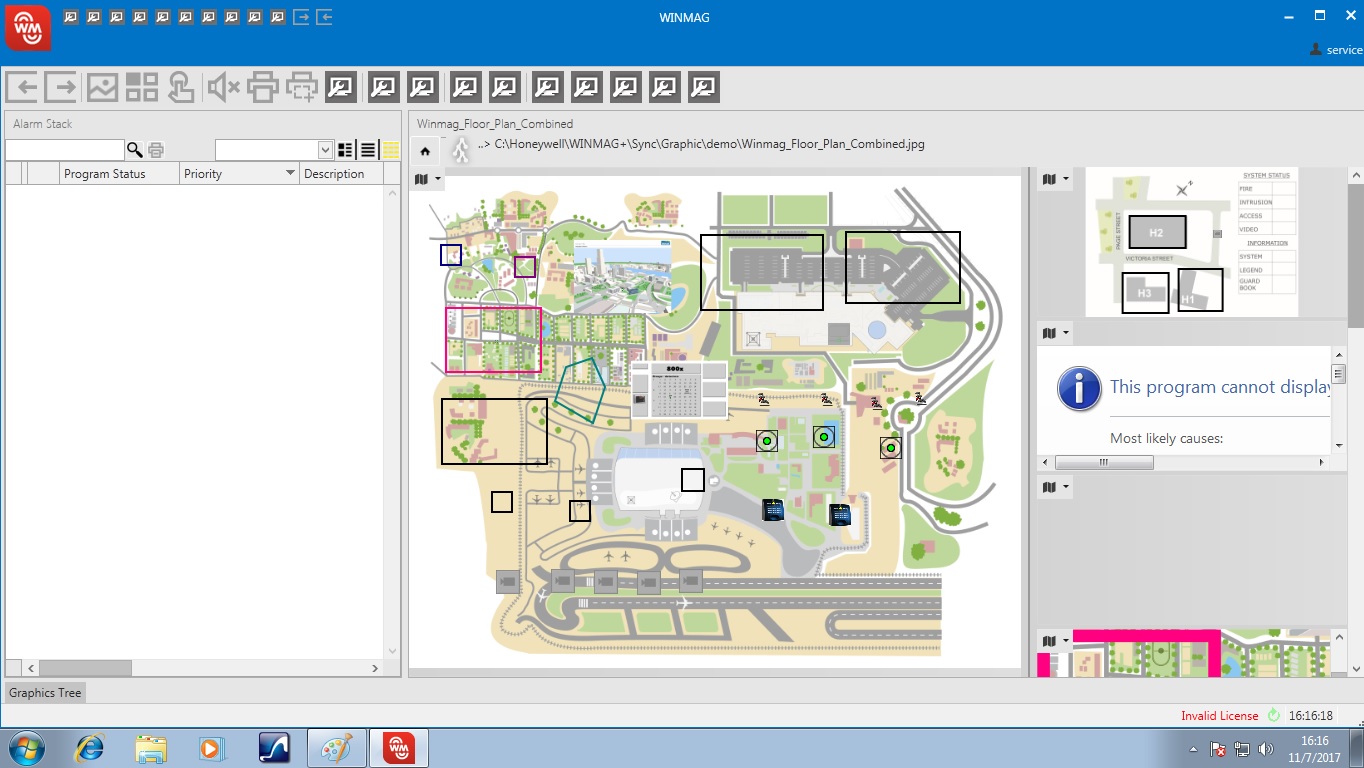 WM
WINMAG
service
Alarm Stack
Program Status
Priority
Description
Winmag_Floor_Plan_Combined
..> C:\Honeywell\WINMAG+\Sync\Graphic\demo\Winmag_Floor_Plan_Combined.jpg
800x
SYSTEM STATUS
FIRE
INTRUSION
ACCESS
VIDEO
INFORMATION
SYSTEM
LEGEND
GUARD
BOOK
PAGE STREET
H2
VICTORIA STREET
H3
H1
This program cannot display
Most likely causes:
Graphics Tree
Invalid License
16:16:18
WM
16:16
11/7/2017